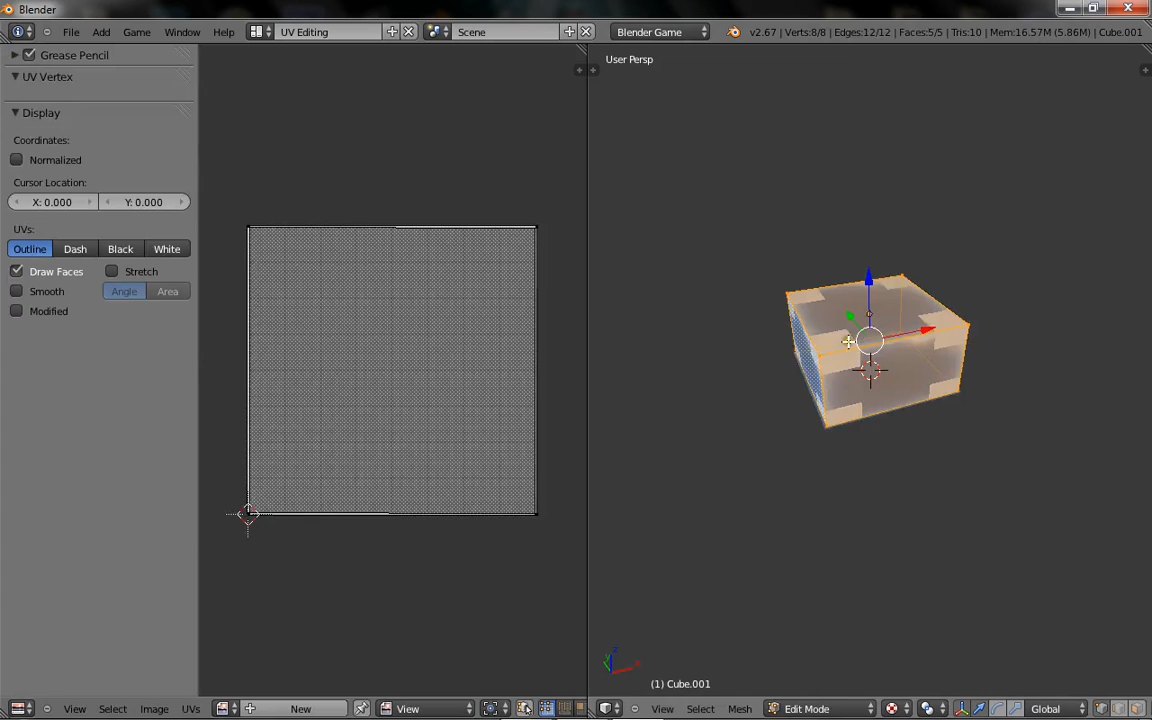 Blender
File Add Game Window Help UV Editing Scene Blender Game v2.67 | Verts:8/8 | Edges:12/12 | Faces:5/5 | Tris:10 | Mem:16.57M (5.86M) | Cube.001
Grease Pencil
UV Vertex
Display
Coordinates:
Normalized
Cursor Location:
X: 0.000 Y: 0.000
UVs:
Outline Dash Black White
Draw Faces Stretch
Smooth Angle Area
Modified
User Persp
(1) Cube.001
View Select Image UVs New View
View Select Mesh Edit Mode Global